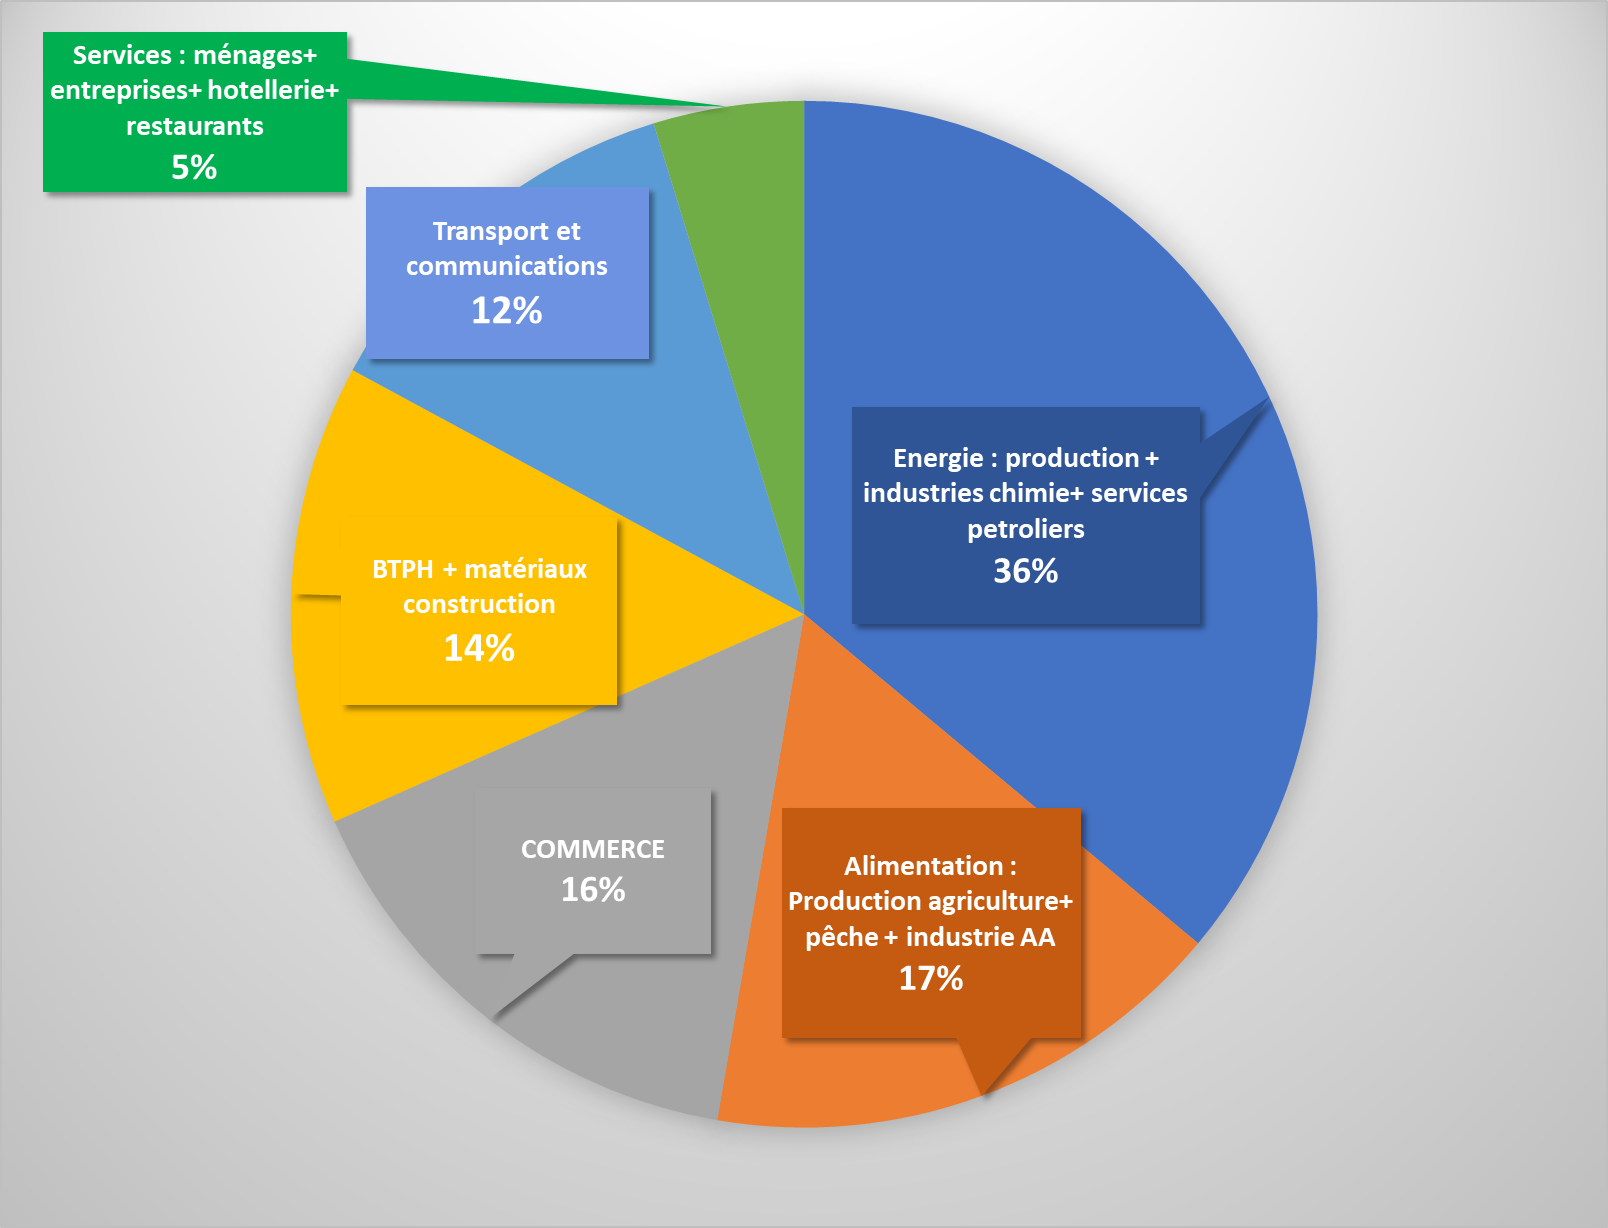 Services : ménages+
entreprises+ hotellerie+
restaurants
5%
Transport et
communications
12%
Energie : production +
industries chimie+ services
petroliers
36%
BTPH + matériaux
construction
14%
COMMERCE
16%
Alimentation :
Production agriculture+
pêche + industrie AA
17%